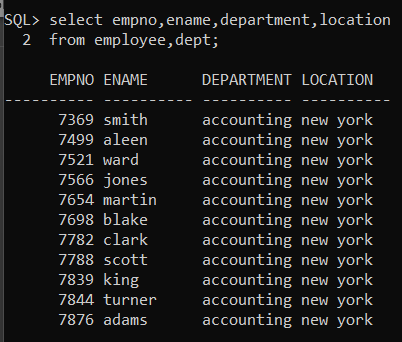 SQL> select empno,ename,department,location
2 from employee,dept;
EMPNO ENAME DEPARTMENT LOCATION
---------- ---------- ---------- ----------
7369 smith accounting new york
7499 aleen accounting new york
7521 ward accounting new york
7566 jones accounting new york
7654 martin accounting new york
7698 blake accounting new york
7782 clark accounting new york
7788 scott accounting new york
7839 king accounting new york
7844 turner accounting new york
7876 adams accounting new york